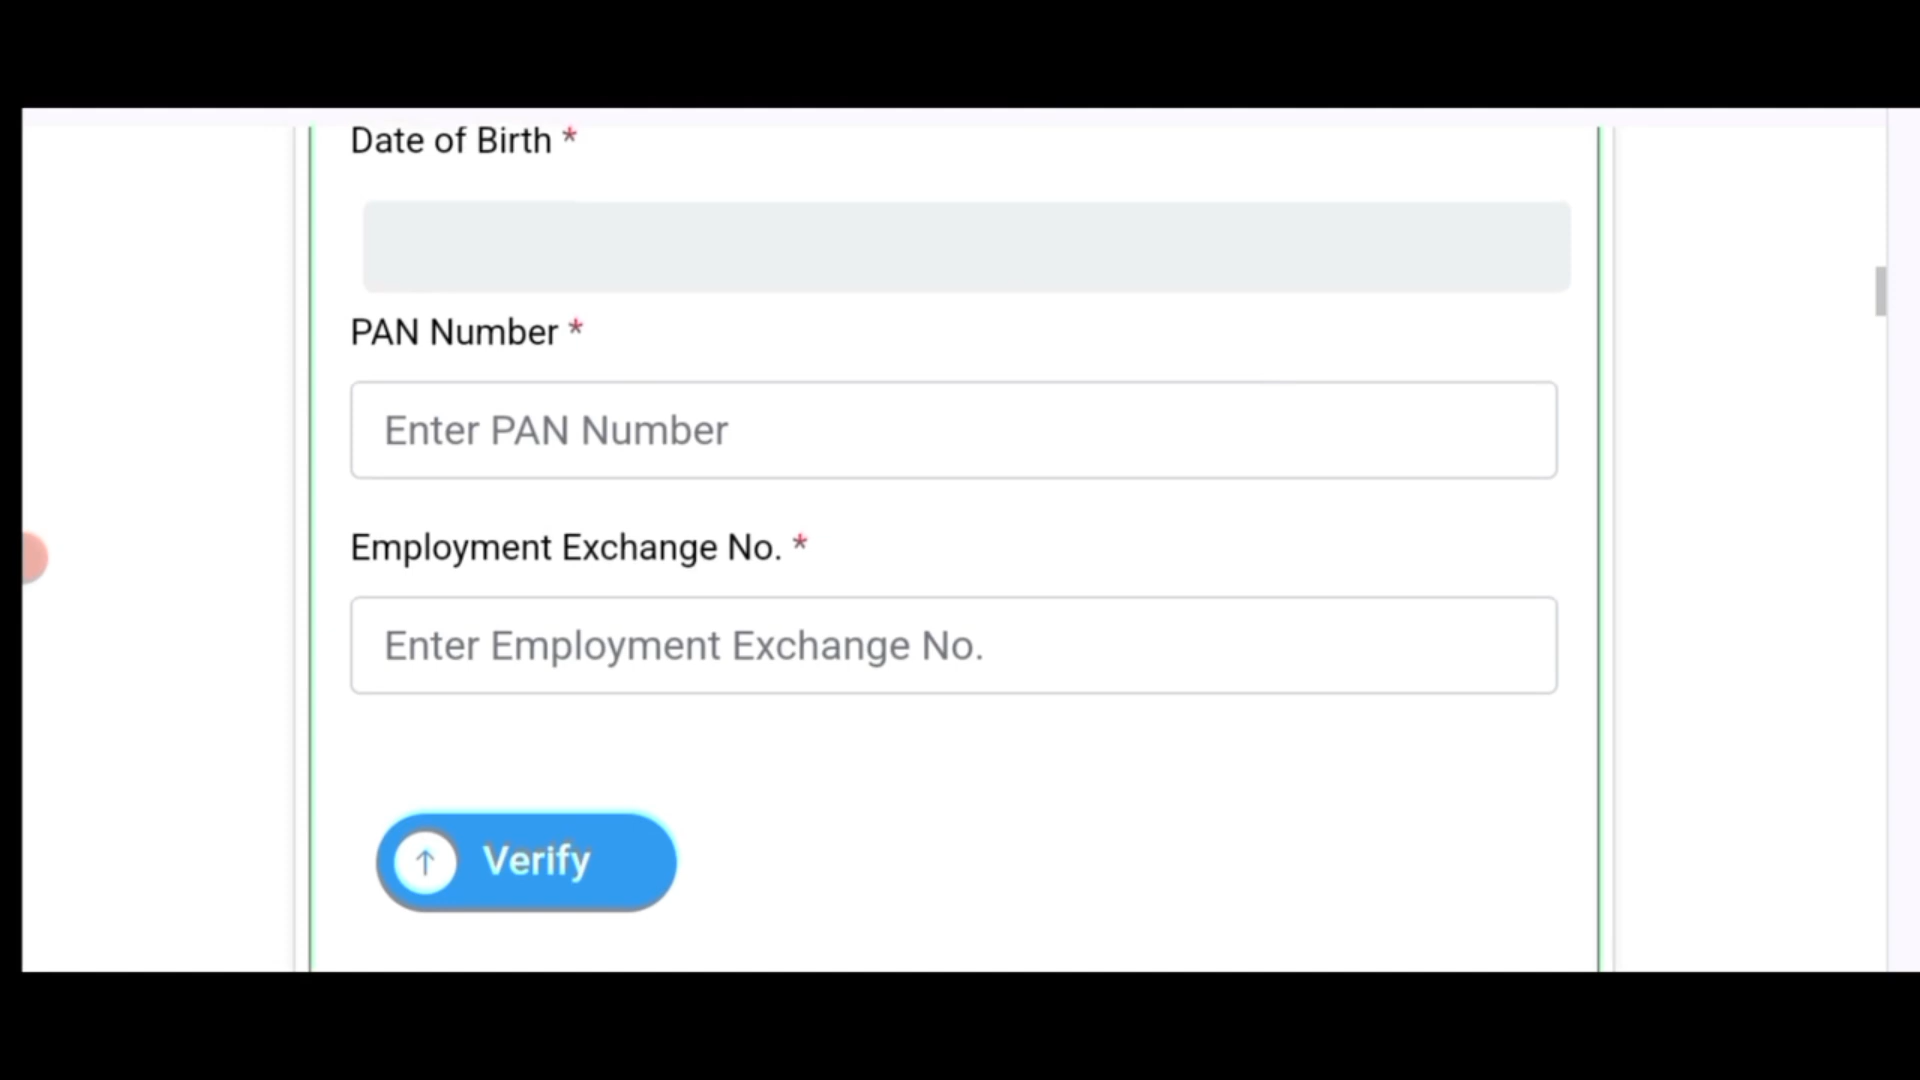 Date of Birth *
PAN Number *
Enter PAN Number
Employment Exchange No. *
Enter Employment Exchange No.
Verify